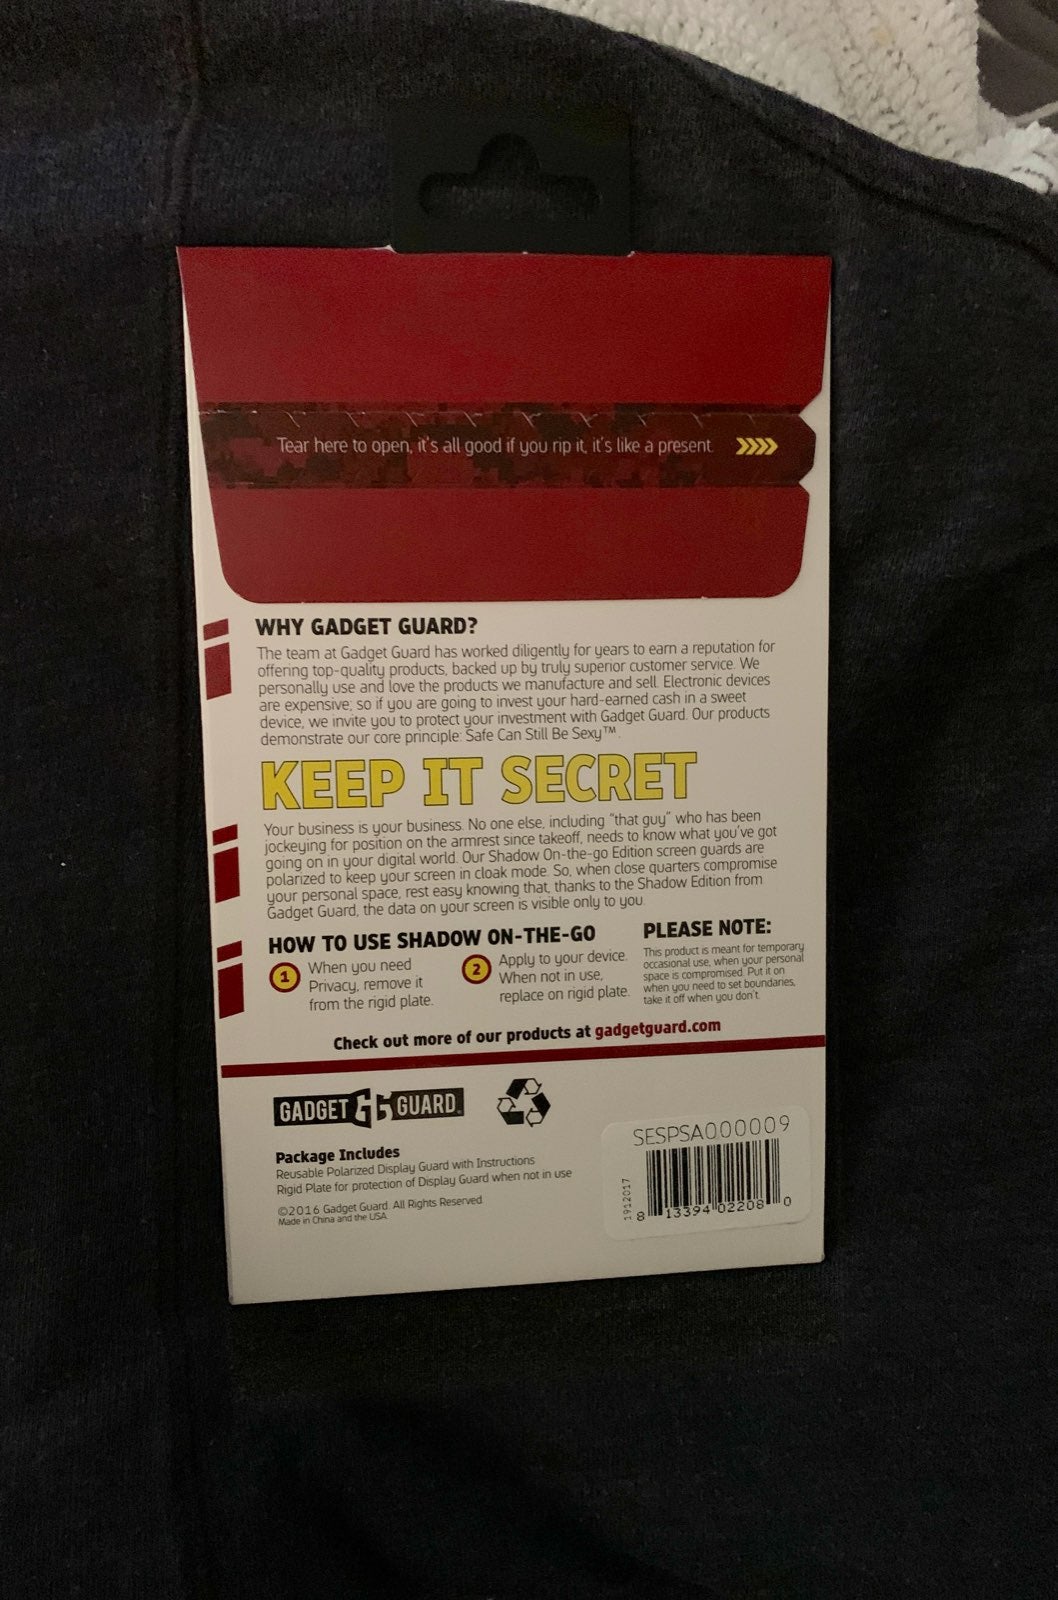 Tear here to open, it's all good if you rip it, it's like a present.
WHY GADGET GUARD?
The team at Gadget Guard has worked diligently for years to earn a reputation for
offering top-quality products, backed up by truly superior customer service. We
personally use and love the products we manufacture and sell. Electronic devices
are expensive; so if you are going to invest your hard-earned cash in a sweet
device, we invite you to protect your investment with Gadget Guard. Our products
demonstrate our core principle: Safe Can Still Be Sexy™.
KEEP IT SECRET
Your business is your business. No one else, including "that guy" who has been
jockeying for position on the armrest since takeoff, needs to know what you've got
going on in your digital world. Our Shadow On-the-go Edition screen guards are
polarized to keep your screen in cloak mode. So, when close quarters compromise
your personal space, rest easy knowing that, thanks to the Shadow Edition from
Gadget Guard, the data on your screen is visible only to you.
HOW TO USE SHADOW ON-THE-GO
1 When you need
Privacy, remove it
from the rigid plate.
2 Apply to your device.
When not in use,
replace on rigid plate.
PLEASE NOTE:
This product is meant for temporary
occasional use, when your personal
space is compromised. Put it on
when you need to set boundaries,
take it off when you don't.
Check out more of our products at gadgetguard.com
GADGET GG GUARD
Package Includes
Reusable Polarized Display Guard with Instructions
Rigid Plate for protection of Display Guard when not in use
©2016 Gadget Guard. All Rights Reserved.
Made in China and the USA
SESPSA000009
1912017
8 13394 02208 0